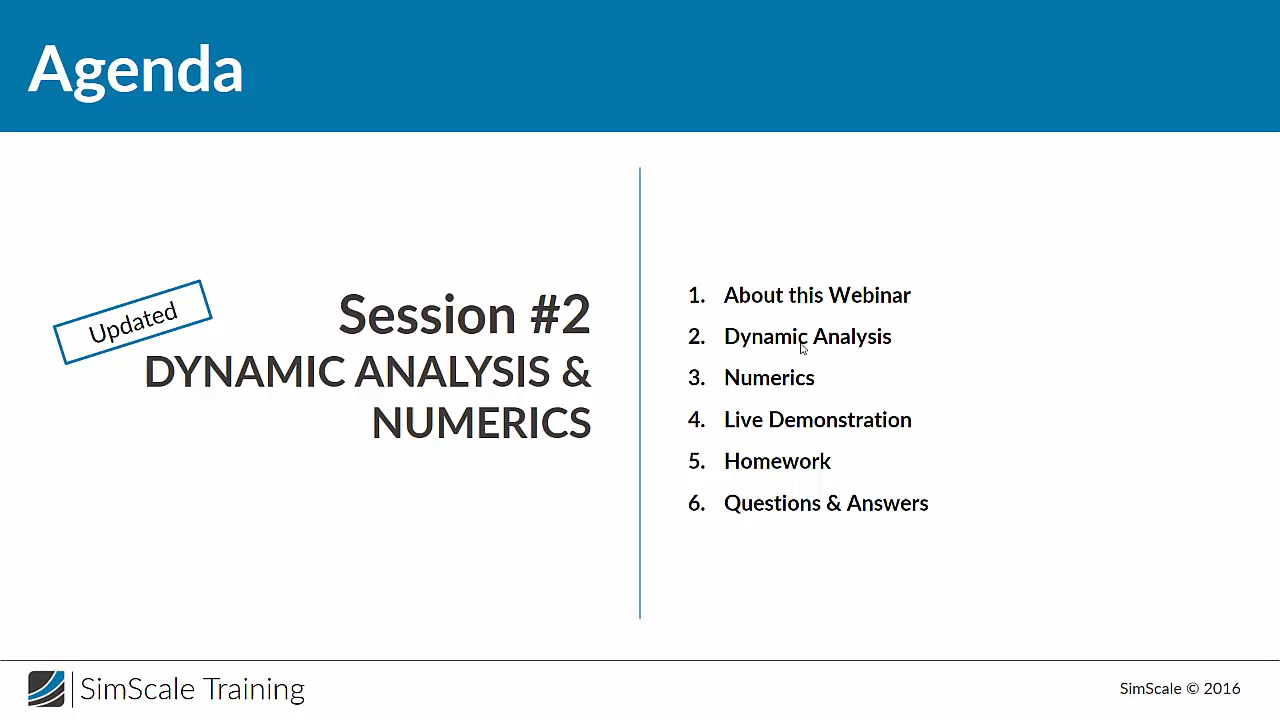 Agenda
Updated
Session #2
DYNAMIC ANALYSIS &
NUMERICS
1. About this Webinar
2. Dynamic Analysis
3. Numerics
4. Live Demonstration
5. Homework
6. Questions & Answers
SimScale Training
SimScale © 2016